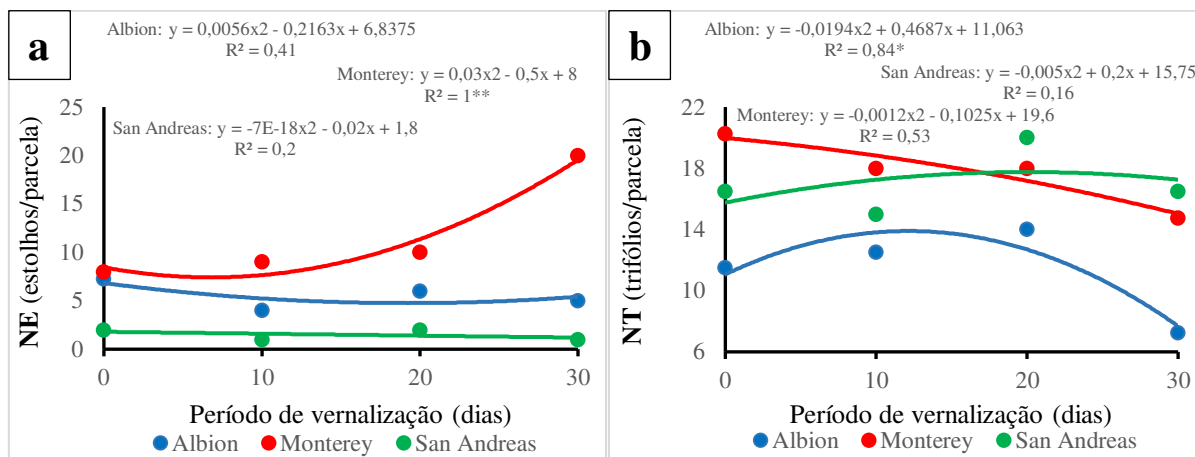 a
Albion: y = 0,0056x2 - 0,2163x + 6,8375
R² = 0,41
Monterey: y = 0,03x2 - 0,5x + 8
R² = 1**
San Andreas: y = -7E-18x2 - 0,02x + 1,8
R² = 0,2
NE (estolhos/parcela)
25
20
15
10
5
0
0 10 20 30
Período de vernalização (dias)
Albion Monterey San Andreas
b
Albion: y = -0,0194x2 + 0,4687x + 11,063
R² = 0,84*
San Andreas: y = -0,005x2 + 0,2x + 15,75
R² = 0,16
Monterey: y = -0,0012x2 - 0,1025x + 19,6
R² = 0,53
NT (trifólios/parcela)
22
18
14
10
6
0 10 20 30
Período de vernalização (dias)
Albion Monterey San Andreas